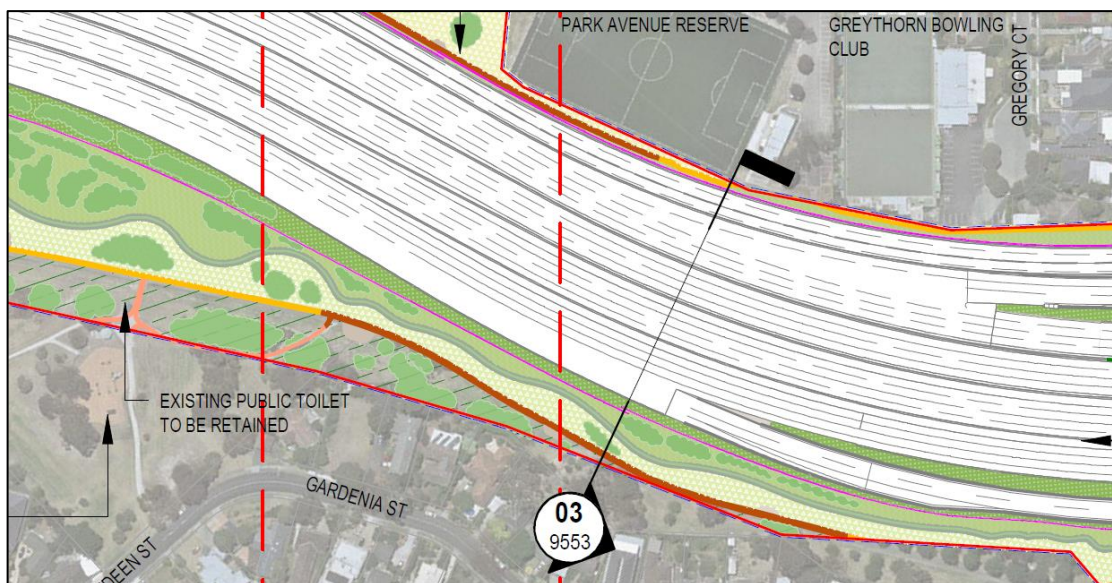 PARK AVENUE RESERVE
GREYTHORN BOWLING
CLUB
GREGORY CT
EXISTING PUBLIC TOILET
TO BE RETAINED
GARDENIA ST
DEEN ST
03
9553